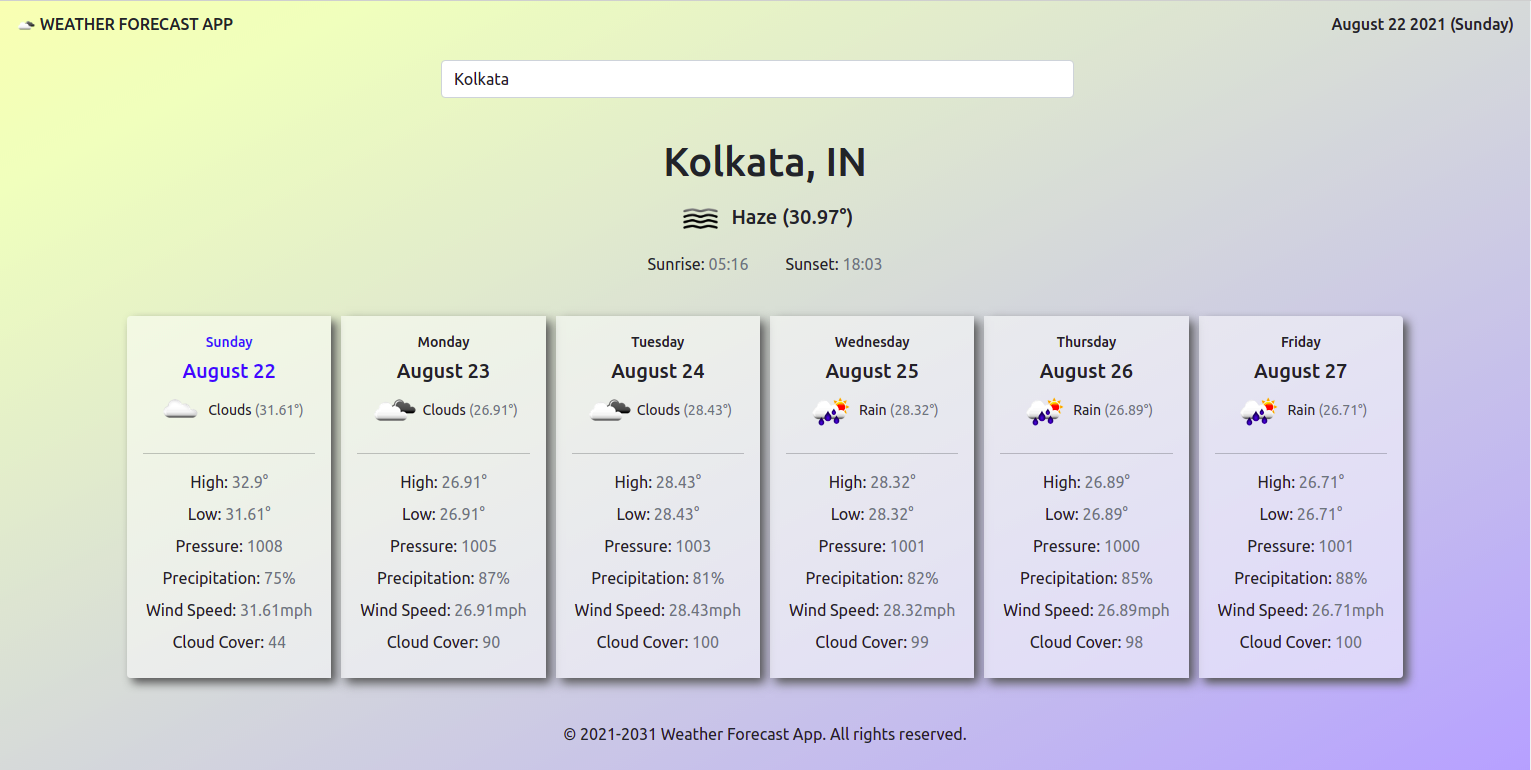 WEATHER FORECAST APP
August 22 2021 (Sunday)
Kolkata
Kolkata, IN
Haze (30.97°)
Sunrise: 05:16 Sunset: 18:03
Sunday
August 22
Clouds (31.61°)
High: 32.9°
Low: 31.61°
Pressure: 1008
Precipitation: 75%
Wind Speed: 31.61mph
Cloud Cover: 44
Monday
August 23
Clouds (26.91°)
High: 26.91°
Low: 26.91°
Pressure: 1005
Precipitation: 87%
Wind Speed: 26.91mph
Cloud Cover: 90
Tuesday
August 24
Clouds (28.43°)
High: 28.43°
Low: 28.43°
Pressure: 1003
Precipitation: 81%
Wind Speed: 28.43mph
Cloud Cover: 100
Wednesday
August 25
Rain (28.32°)
High: 28.32°
Low: 28.32°
Pressure: 1001
Precipitation: 82%
Wind Speed: 28.32mph
Cloud Cover: 99
Thursday
August 26
Rain (26.89°)
High: 26.89°
Low: 26.89°
Pressure: 1000
Precipitation: 85%
Wind Speed: 26.89mph
Cloud Cover: 98
Friday
August 27
Rain (26.71°)
High: 26.71°
Low: 26.71°
Pressure: 1001
Precipitation: 88%
Wind Speed: 26.71mph
Cloud Cover: 100
© 2021-2031 Weather Forecast App. All rights reserved.